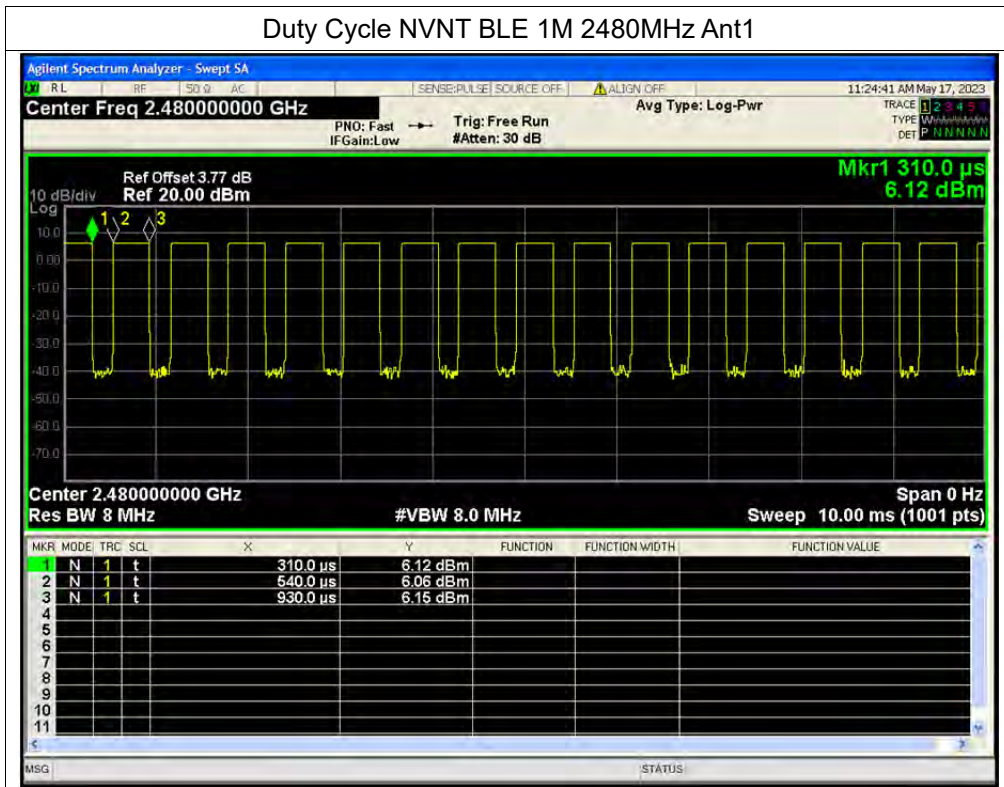 Duty Cycle NVNT BLE 1M 2480MHz Ant1
Agilent Spectrum Analyzer - Swept SA
LXI RL RF 50 Ω AC SENSE:PULSE SOURCE OFF ALIGN OFF 11:24:41 AM May 17, 2023
Center Freq 2.480000000 GHz Avg Type: Log-Pwr TRACE 1 2 3 4 5
PNO: Fast Trig: Free Run TYPE
IFGain:Low #Atten: 30 dB DET P N N N N N
Mkr1 310.0 µs
Ref Offset 3.77 dB
10 dB/div Ref 20.00 dBm 6.12 dBm
Log
1 2 3
10.0
0.00
-10.0
-20.0
-30.0
-40.0
-50.0
-60.0
-70.0
Center 2.480000000 GHz Span 0 Hz
Res BW 8 MHz #VBW 8.0 MHz Sweep 10.00 ms (1001 pts)
MKR MODE TRC SCL X Y FUNCTION FUNCTION WIDTH FUNCTION VALUE
1 N 1 t 310.0 µs 6.12 dBm
2 N 1 t 540.0 µs 6.06 dBm
3 N 1 t 930.0 µs 6.15 dBm
4
5
6
7
8
9
10
11
MSG STATUS